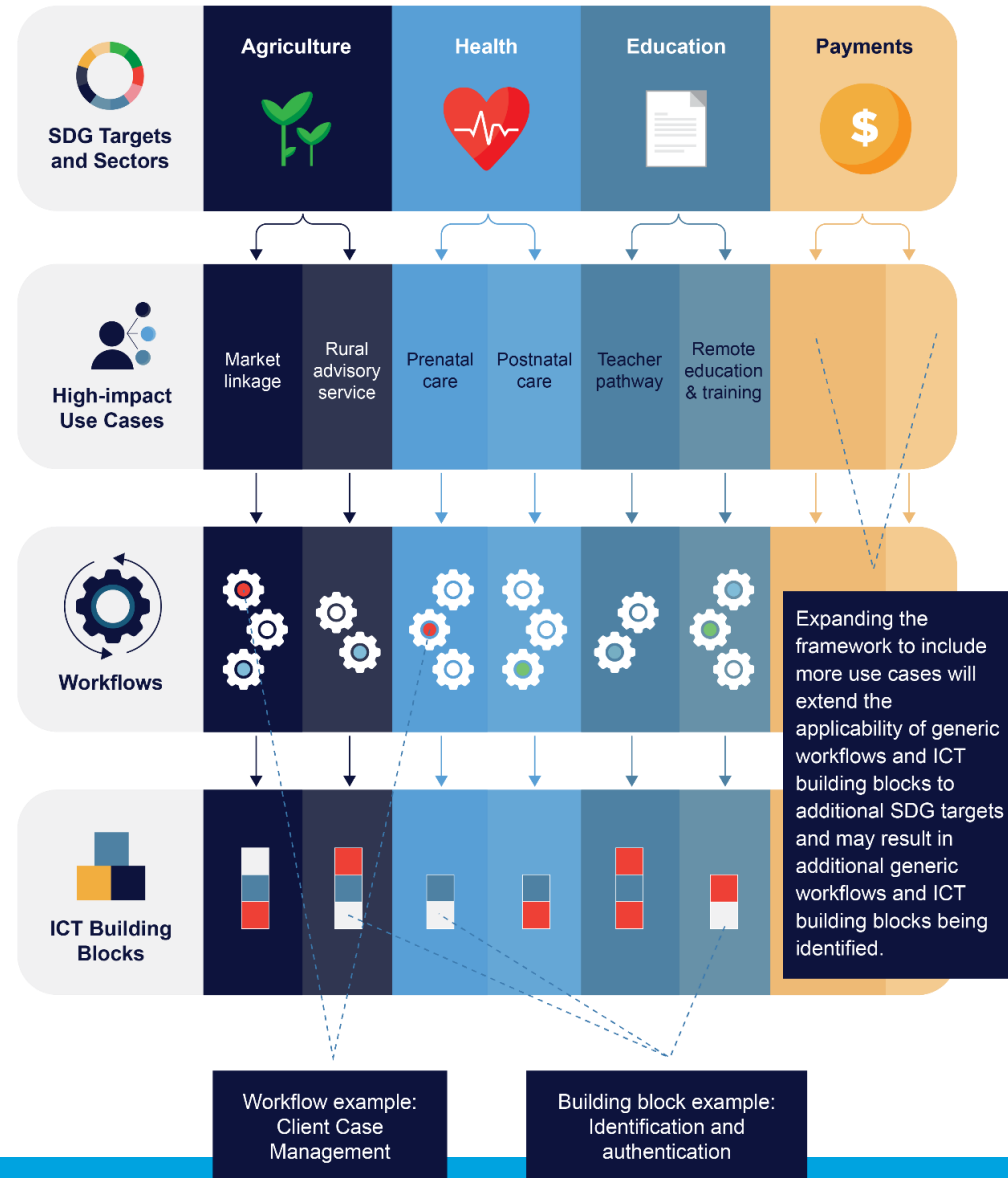 Agriculture
Health
Education
Payments
$
SDG Targets
and Sectors
High-impact
Use Cases
Market
linkage
Rural
advisory
service
Prenatal
care
Postnatal
care
Teacher
pathway
Remote
education
& training
Workflows
Expanding the
framework to include
more use cases will
extend the
applicability of generic
workflows and ICT
building blocks to
additional SDG targets
and may result in
additional generic
workflows and ICT
building blocks being
identified.
ICT Building
Blocks
Workflow example:
Client Case
Management
Building block example:
Identification and
authentication